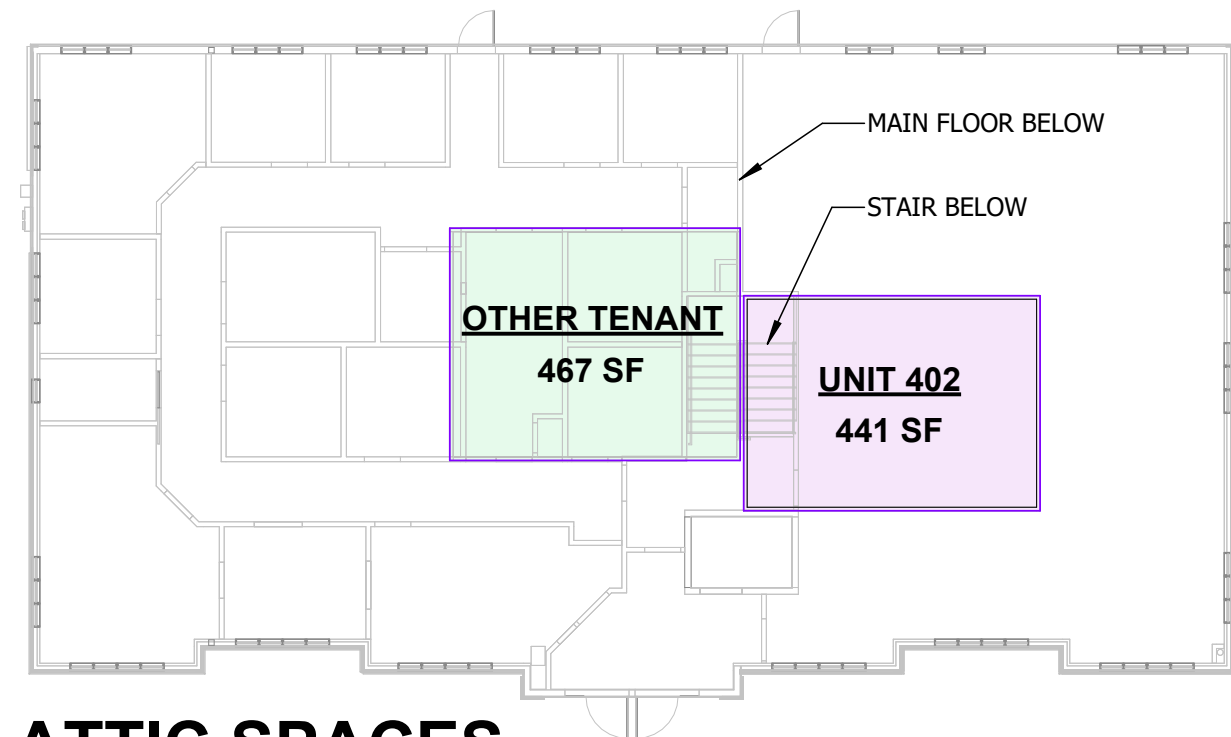 MAIN FLOOR BELOW
STAIR BELOW
OTHER TENANT
467 SF
UNIT 402
441 SF
ATTIC SPACES